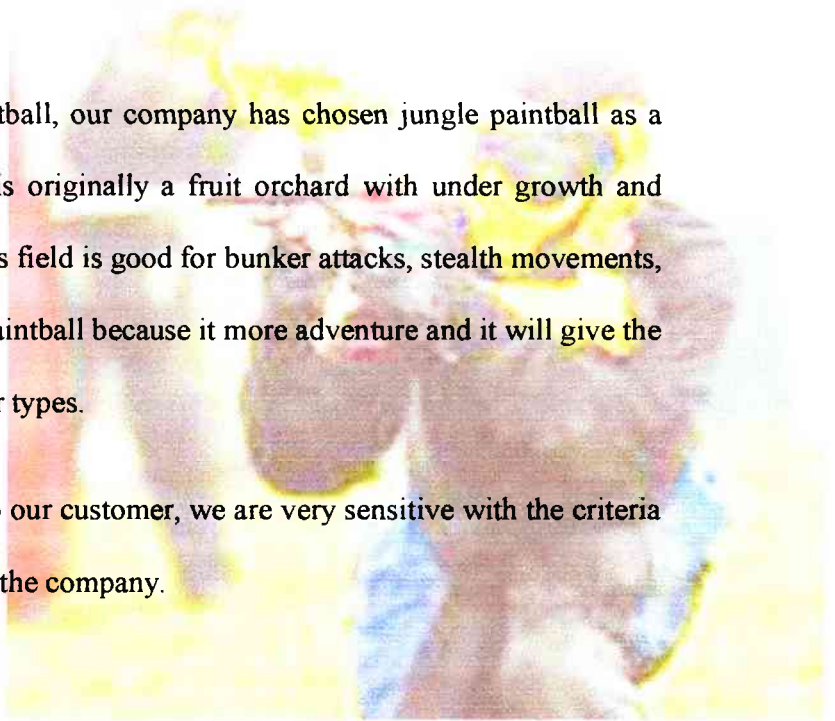 tball, our company has chosen jungle paintball as a
s originally a fruit orchard with under growth and
s field is good for bunker attacks, stealth movements,
aintball because it more adventure and it will give the
r types.
our customer, we are very sensitive with the criteria
the company.